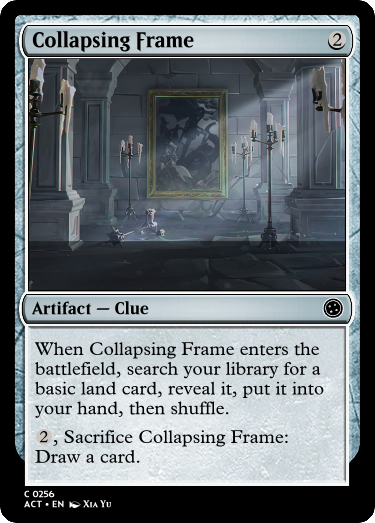 Collapsing Frame 2
Artifact — Clue
When Collapsing Frame enters the
battlefield, search your library for a
basic land card, reveal it, put it into
your hand, then shuffle.
2, Sacrifice Collapsing Frame:
Draw a card.
C 0256
ACT • EN Xia Yu